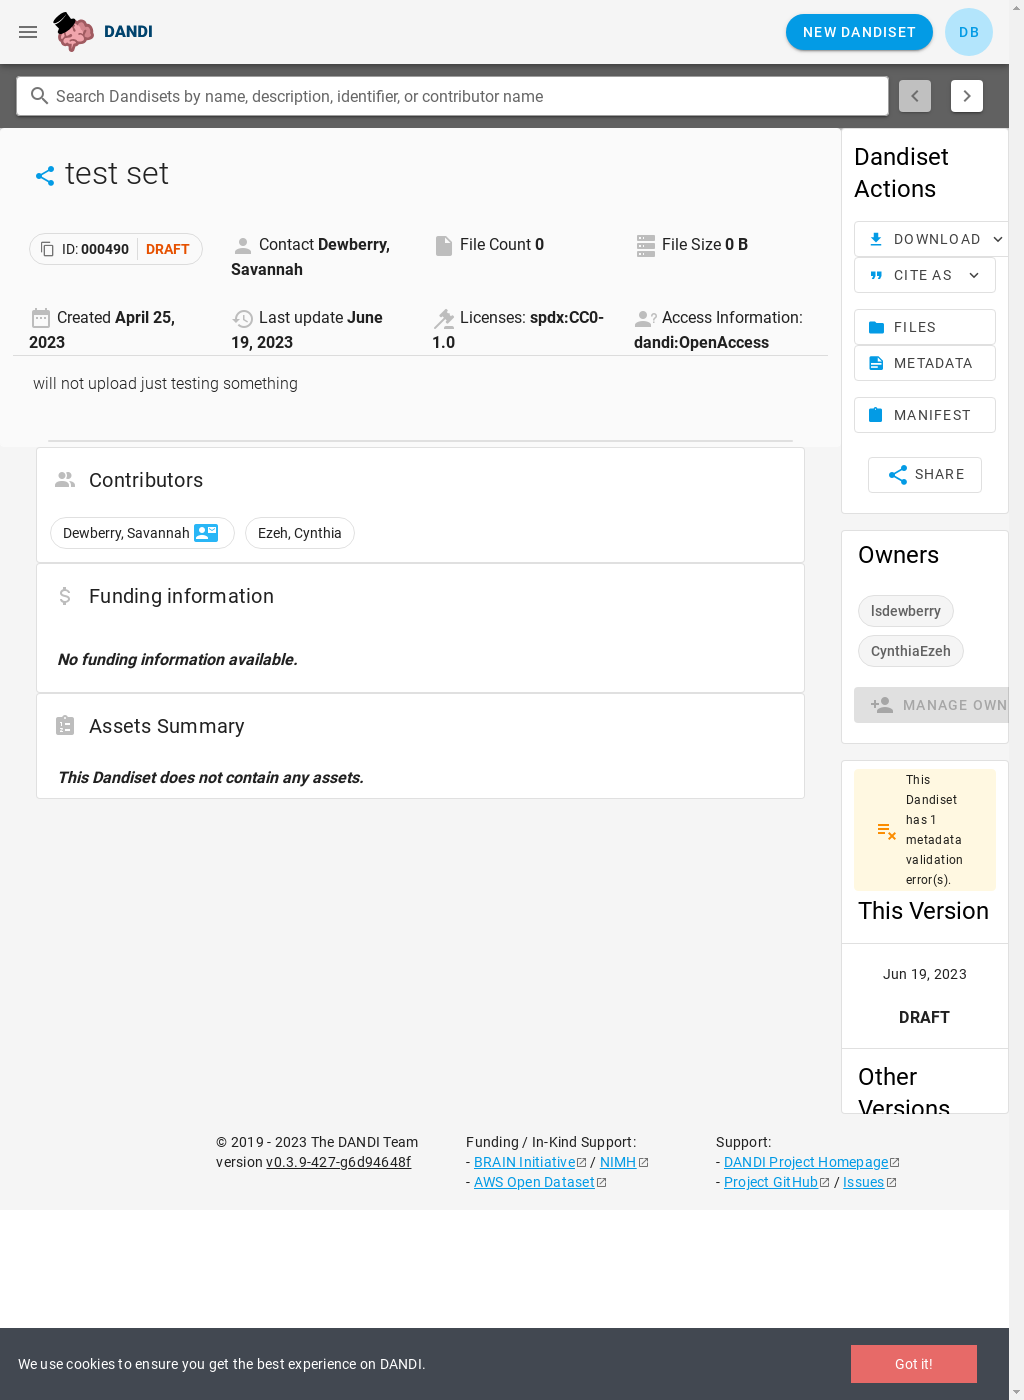 DANDI
NEW DANDISET
DB
Search Dandisets by name, description, identifier, or contributor name
test set
ID: 000490 DRAFT
Contact Dewberry,
Savannah
File Count 0
File Size 0 B
Created April 25,
2023
Last update June
19, 2023
Licenses: spdx:CC0-
1.0
Access Information:
dandi:OpenAccess
will not upload just testing something
Contributors
Dewberry, Savannah
Ezeh, Cynthia
Funding information
No funding information available.
Assets Summary
This Dandiset does not contain any assets.
Dandiset
Actions
DOWNLOAD
CITE AS
FILES
METADATA
MANIFEST
SHARE
Owners
lsdewberry
CynthiaEzeh
MANAGE OWN
This
Dandiset
has 1
metadata
validation
error(s).
This Version
Jun 19, 2023
DRAFT
Other
Versions
© 2019 - 2023 The DANDI Team
version v0.3.9-427-g6d94648f
Funding / In-Kind Support:
- BRAIN Initiative / NIMH
- AWS Open Dataset
Support:
- DANDI Project Homepage
- Project GitHub / Issues
We use cookies to ensure you get the best experience on DANDI.
Got it!